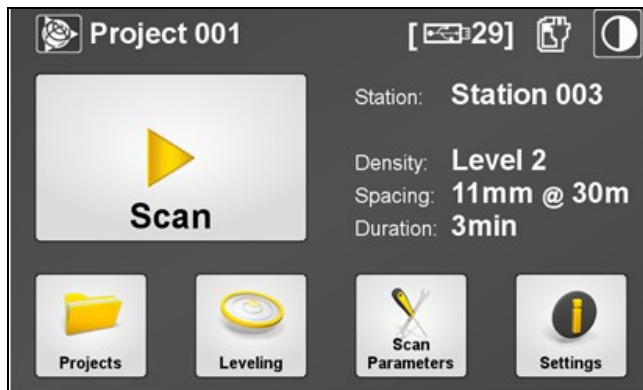 Project 001
[29]
Station: Station 003
Density: Level 2
Spacing: 11mm @ 30m
Duration: 3min
Scan
Projects
Leveling
Scan
Parameters
Settings